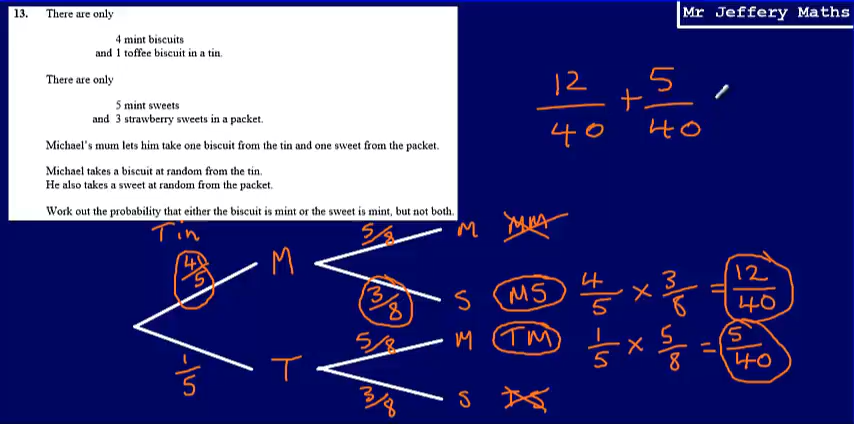 Mr Jeffery Maths
13. There are only
4 mint biscuits
and 1 toffee biscuit in a tin.
There are only
5 mint sweets
and 3 strawberry sweets in a packet.
Michael's mum lets him take one biscuit from the tin and one sweet from the packet.
Michael takes a biscuit at random from the tin.
He also takes a sweet at random from the packet.
Work out the probability that either the biscuit is mint or the sweet is mint, but not both.
12/40 + 5/40
Tin
5/8 M MM
4/5 M
3/8 S MS 4/5 × 3/8 = 12/40
5/8 M TM 1/5 × 5/8 = 5/40
1/5 T
3/8 S TS